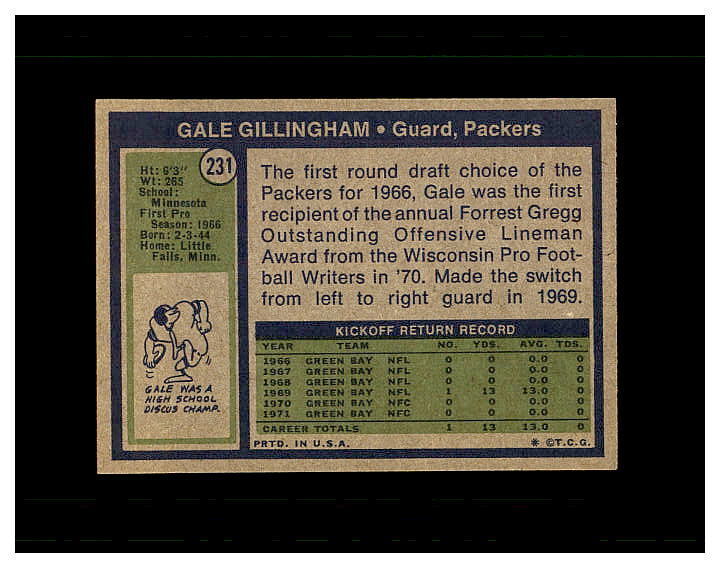 GALE GILLINGHAM • Guard, Packers
231
Ht: 6'3"
Wt: 265
School:
Minnesota
First Pro
Season: 1966
Born: 2-3-44
Home: Little
Falls, Minn.
GALE WAS A
HIGH SCHOOL
DISCUS CHAMP.
The first round draft choice of the
Packers for 1966, Gale was the first
recipient of the annual Forrest Gregg
Outstanding Offensive Lineman
Award from the Wisconsin Pro Foot-
ball Writers in '70. Made the switch
from left to right guard in 1969.
KICKOFF RETURN RECORD
YEAR TEAM NO. YDS. AVG. TDS.
1966 GREEN BAY NFL 0 0 0.0 0
1967 GREEN BAY NFL 0 0 0.0 0
1968 GREEN BAY NFL 0 0 0.0 0
1969 GREEN BAY NFL 1 13 13.0 0
1970 GREEN BAY NFC 0 0 0.0 0
1971 GREEN BAY NFC 0 0 0.0 0
CAREER TOTALS 1 13 13.0 0
PRTD. IN U.S.A. * ©T.C.G.